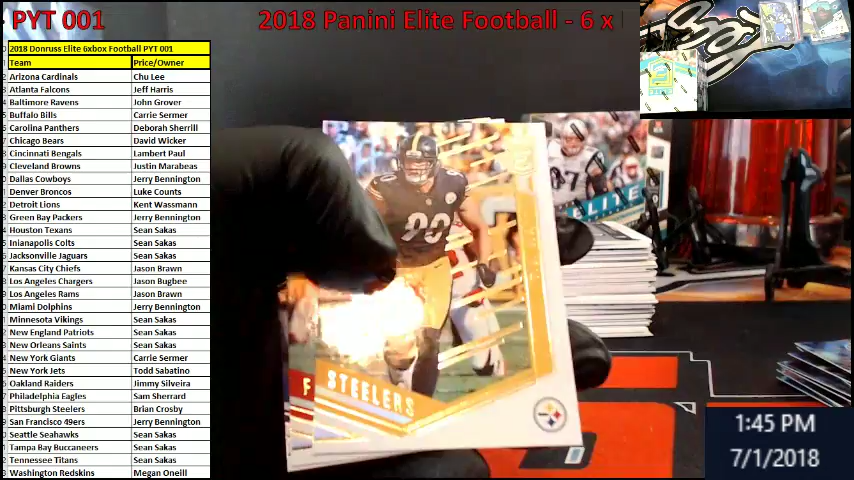 PYT 001
2018 Panini Elite Football - 6 x
2018 Donruss Elite 6xbox Football PYT 001
Team Price/Owner
Arizona Cardinals Chu Lee
Atlanta Falcons Jeff Harris
Baltimore Ravens John Grover
Buffalo Bills Carrie Sermer
Carolina Panthers Deborah Sherrill
Chicago Bears David Wicker
Cincinnati Bengals Lambert Paul
Cleveland Browns Justin Marabeas
Dallas Cowboys Jerry Bennington
Denver Broncos Luke Counts
Detroit Lions Kent Wassmann
Green Bay Packers Jerry Bennington
Houston Texans Sean Sakas
Inianapolis Colts Sean Sakas
Jacksonville Jaguars Sean Sakas
Kansas City Chiefs Jason Brawn
Los Angeles Chargers Jason Bugbee
Los Angeles Rams Jason Brawn
Miami Dolphins Jerry Bennington
Minnesota Vikings Sean Sakas
New England Patriots Sean Sakas
New Orleans Saints Sean Sakas
New York Giants Carrie Sermer
New York Jets Todd Sabatino
Oakland Raiders Jimmy Silveira
Philadelphia Eagles Sam Sherrard
Pittsburgh Steelers Brian Crosby
San Francisco 49ers Jerry Bennington
Seattle Seahawks Sean Sakas
Tampa Bay Buccaneers Sean Sakas
Tennessee Titans Sean Sakas
Washington Redskins Megan Oneill
90
STEELERS
F
87
ELITE
1:45 PM
7/1/2018